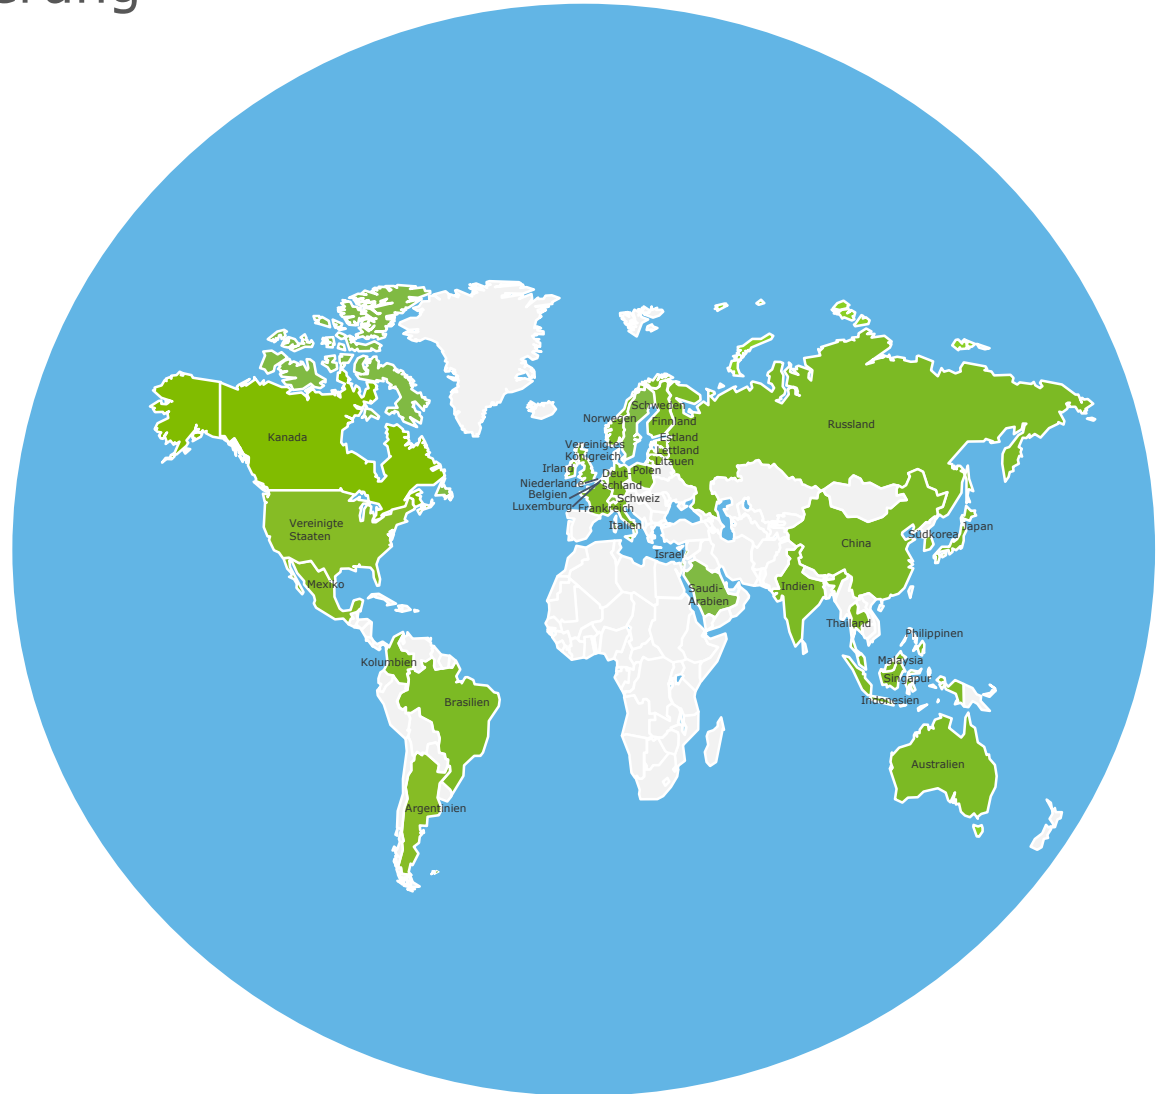 Kanada
Vereinigte
Staaten
Mexiko
Kolumbien
Brasilien
Argentinien
Schweden
Norwegen
Finnland
Estland
Lettland
Litauen
Vereinigtes
Königreich
Irland
Niederlande
Belgien
Luxemburg
Deut-
schland
Polen
Schweiz
Frankreich
Italien
Israel
Saudi-
Arabien
Russland
China
Südkorea
Japan
Indien
Thailand
Philippinen
Malaysia
Singapur
Indonesien
Australien